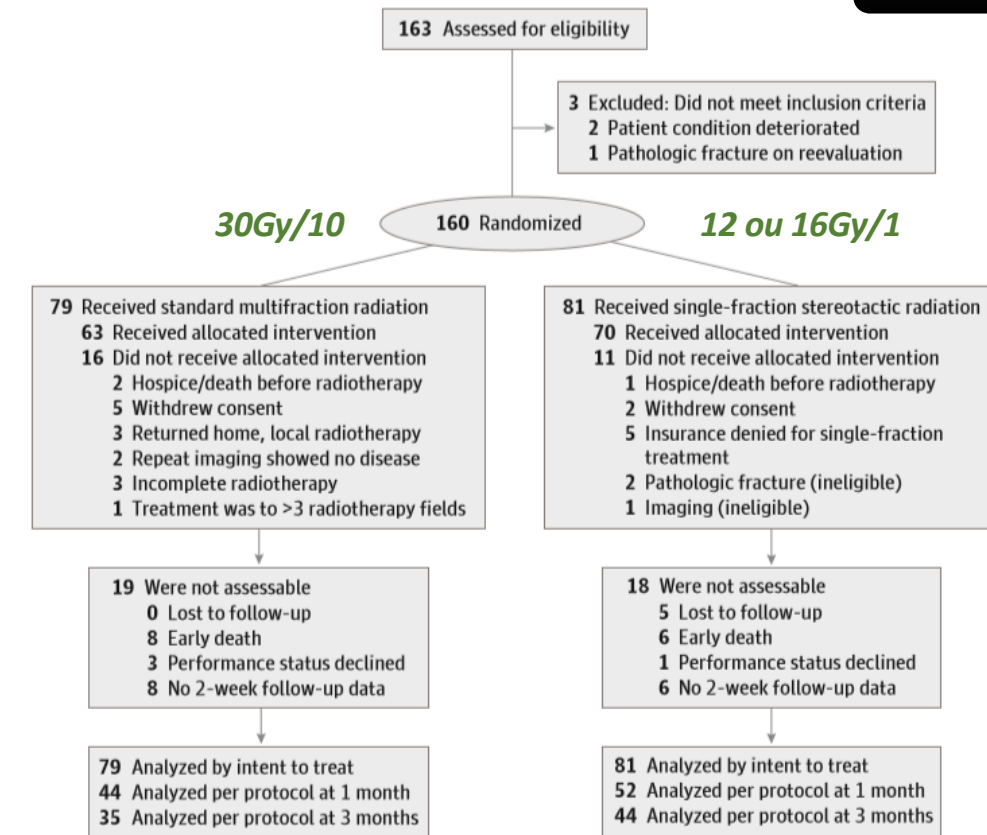 163 Assessed for eligibility
3 Excluded: Did not meet inclusion criteria
2 Patient condition deteriorated
1 Pathologic fracture on reevaluation
30Gy/10
160 Randomized
12 ou 16Gy/1
79 Received standard multifraction radiation
63 Received allocated intervention
16 Did not receive allocated intervention
2 Hospice/death before radiotherapy
5 Withdrew consent
3 Returned home, local radiotherapy
2 Repeat imaging showed no disease
3 Incomplete radiotherapy
1 Treatment was to >3 radiotherapy fields
81 Received single-fraction stereotactic radiation
70 Received allocated intervention
11 Did not receive allocated intervention
1 Hospice/death before radiotherapy
2 Withdrew consent
5 Insurance denied for single-fraction
treatment
2 Pathologic fracture (ineligible)
1 Imaging (ineligible)
19 Were not assessable
0 Lost to follow-up
8 Early death
3 Performance status declined
8 No 2-week follow-up data
18 Were not assessable
5 Lost to follow-up
6 Early death
1 Performance status declined
6 No 2-week follow-up data
79 Analyzed by intent to treat
44 Analyzed per protocol at 1 month
35 Analyzed per protocol at 3 months
81 Analyzed by intent to treat
52 Analyzed per protocol at 1 month
44 Analyzed per protocol at 3 months